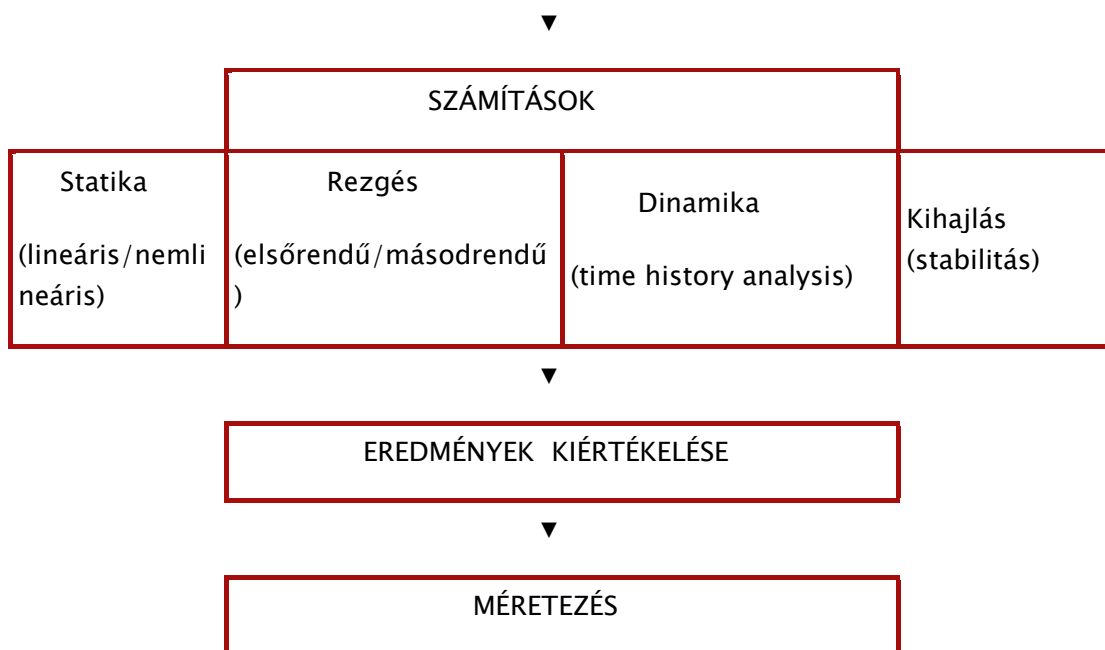 ▼
SZÁMÍTÁSOK
Statika
(lineáris/nemli
neáris)
Rezgés
(elsőrendű/másodrendű
)
Dinamika
(time history analysis)
Kihajlás
(stabilitás)
▼
EREDMÉNYEK KIÉRTÉKELÉSE
▼
MÉRETEZÉS